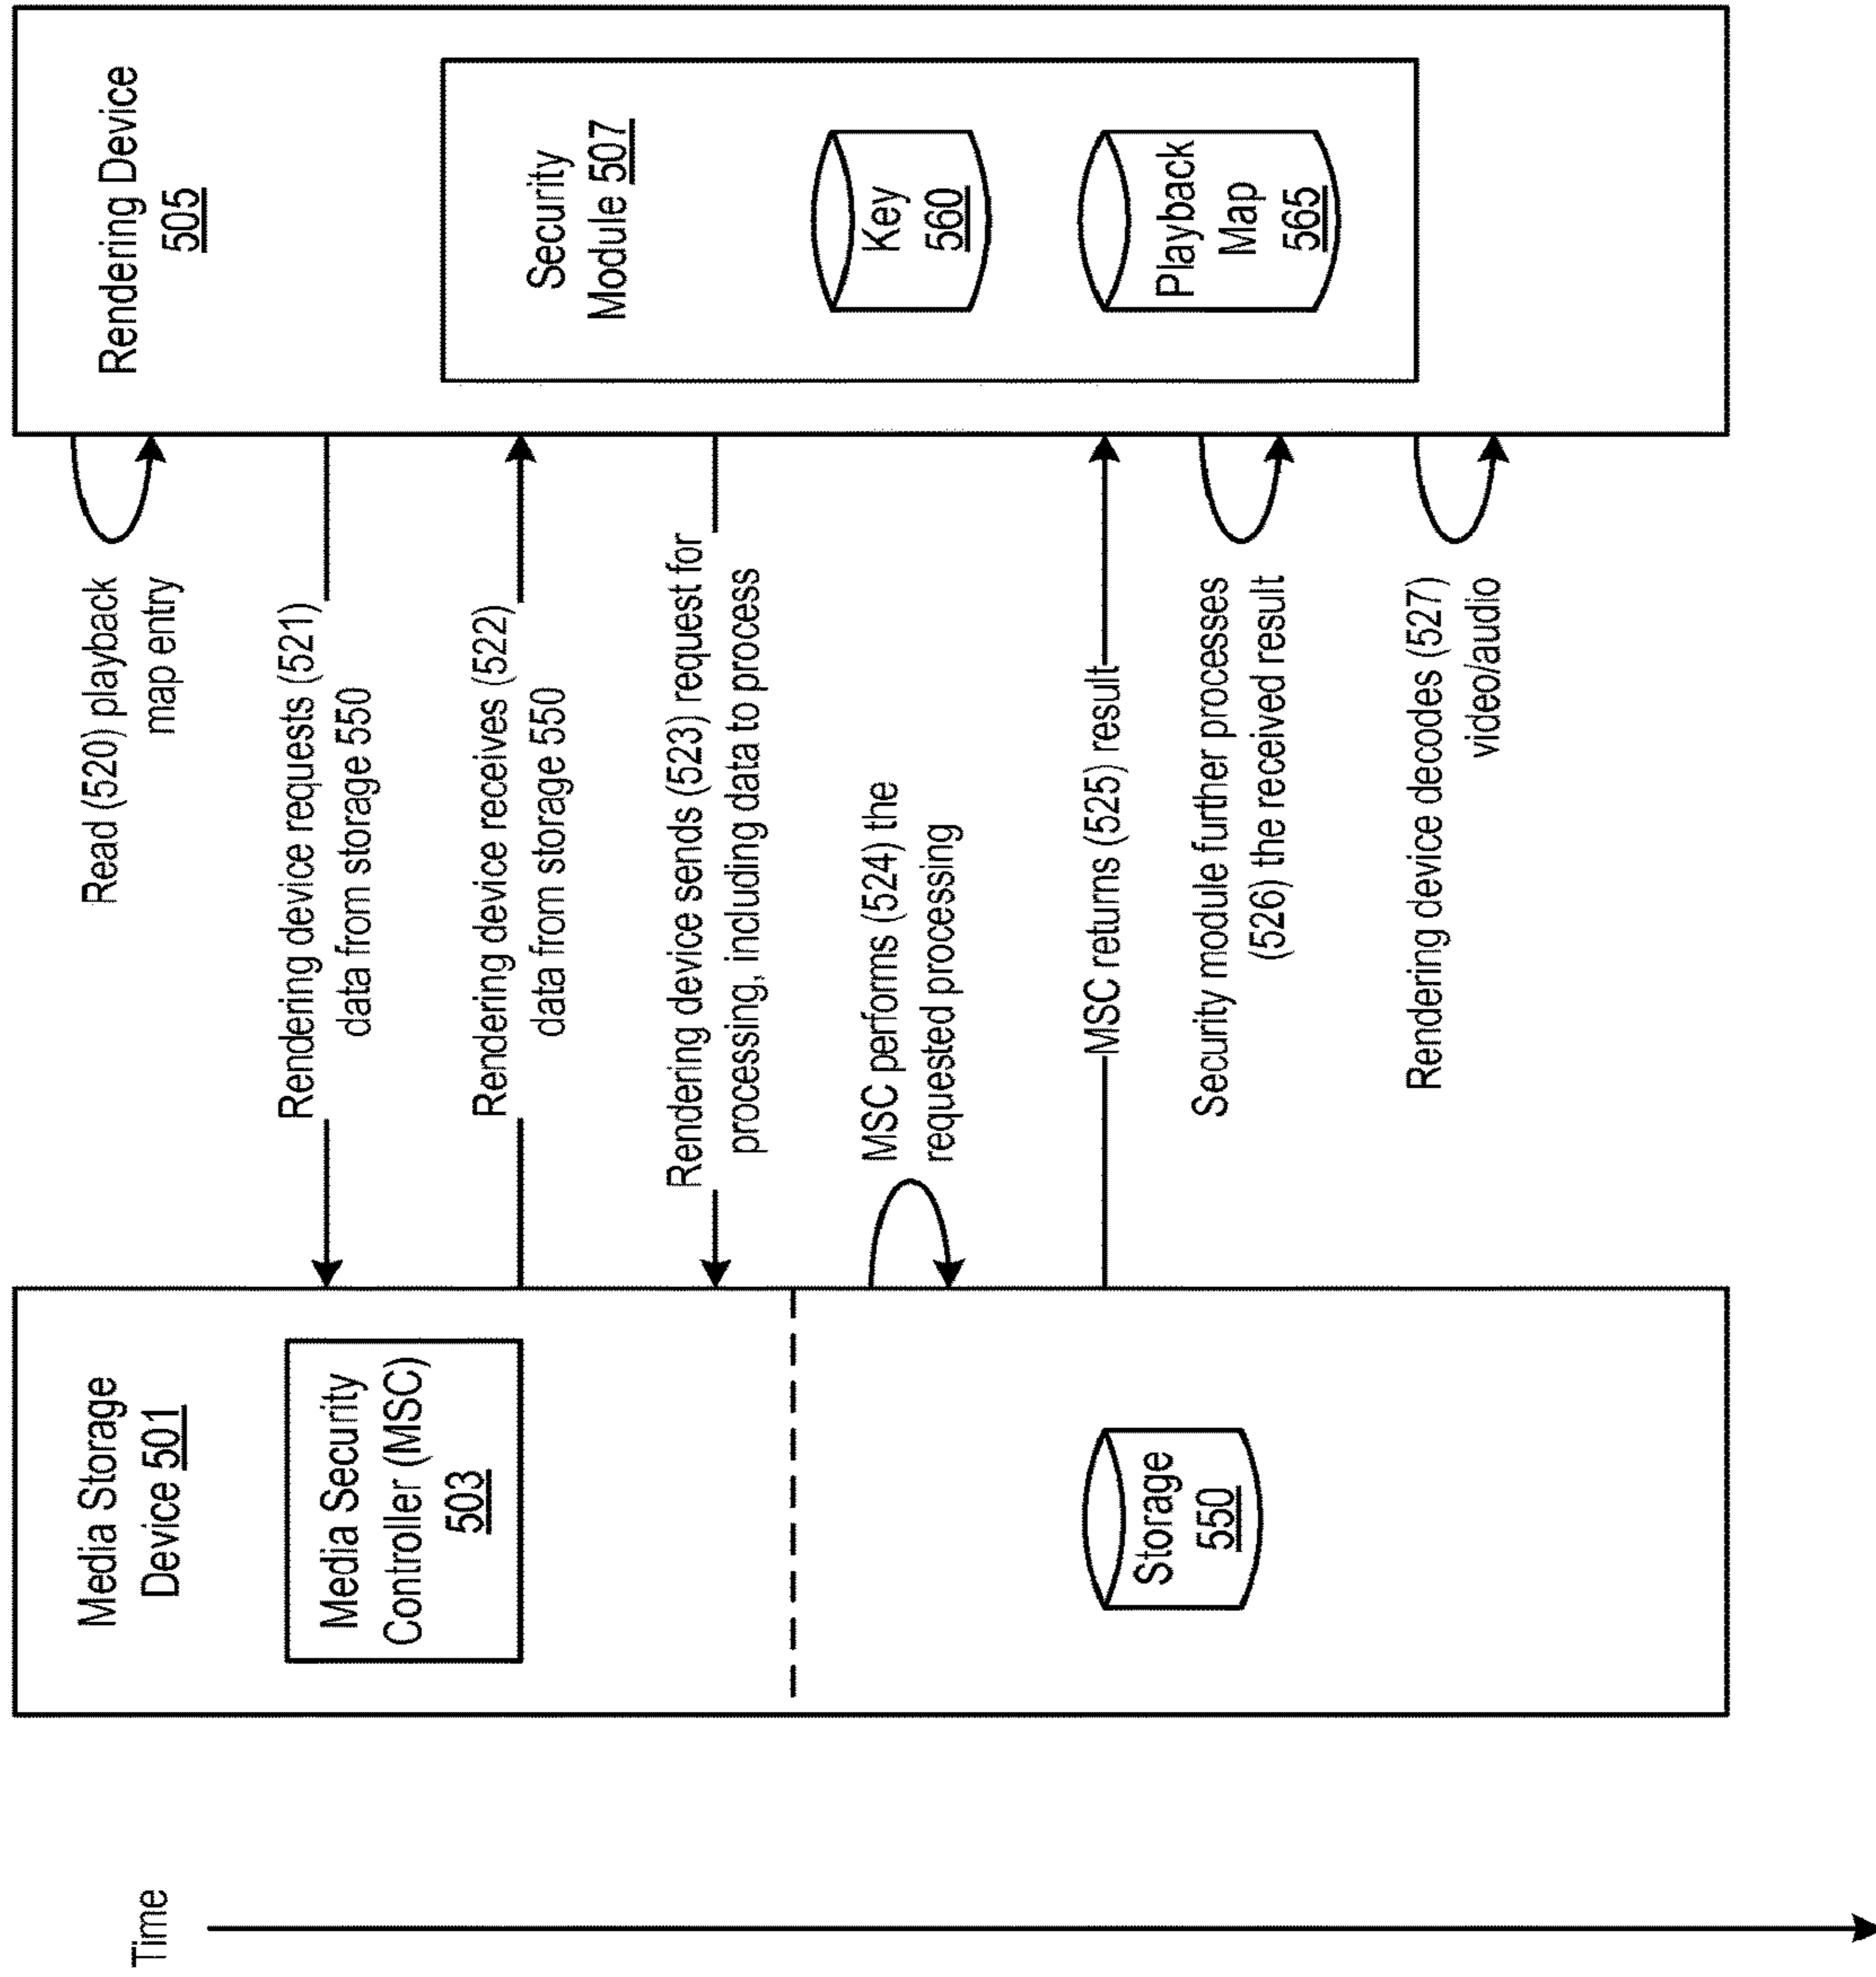 Time
Media Storage
Device 501
Media Security
Controller (MSC)
503
Storage
550
Read (520) playback
map entry
Rendering device requests (521)
data from storage 550
Rendering device receives (522)
data from storage 550
Rendering device sends (523) request for
processing, including data to process
MSC performs (524) the
requested processing
MSC returns (525) result
Security module further processes
(526) the received result
Rendering device decodes (527)
video/audio
Rendering Device
505
Security
Module 507
Key
560
Playback
Map
565